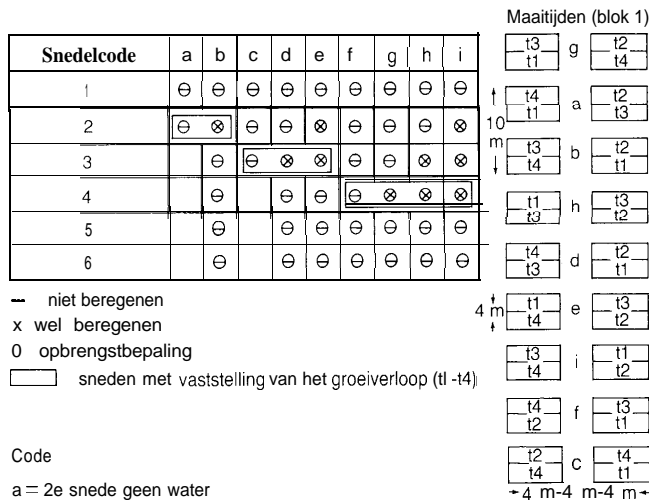 Snedelcode a b c d e f g h i
1 ⊖ ⊖ ⊖ ⊖ ⊖ ⊖ ⊖ ⊖ ⊖
2 ⊖ ⊗ ⊖ ⊖ ⊗ ⊖ ⊖ ⊖ ⊗
3 ⊖ ⊖ ⊗ ⊗ ⊖ ⊖ ⊗ ⊗
4 ⊖ ⊖ ⊖ ⊖ ⊗ ⊗ ⊗
5 ⊖ ⊖ ⊖ ⊖ ⊖ ⊖ ⊖
6 ⊖ ⊖ ⊖ ⊖ ⊖ ⊖ ⊖
— niet beregenen
x wel beregenen
0 opbrengstbepaling
sneden met vaststelling van het groeiverloop (tl -t4)
Code
a = 2e snede geen water
Maaitijden (blok 1)
t3 g t2
t1 t4
t4 a t2
t1 t3
10 m
t3 b t2
t4 t1
t1 h t3
t3 t2
t4 d t2
t3 t1
4 m
t1 e t3
t4 t2
t3 i t1
t4 t2
t4 f t3
t2 t1
t2 c t4
t4 t1
4 m-4 m-4 m